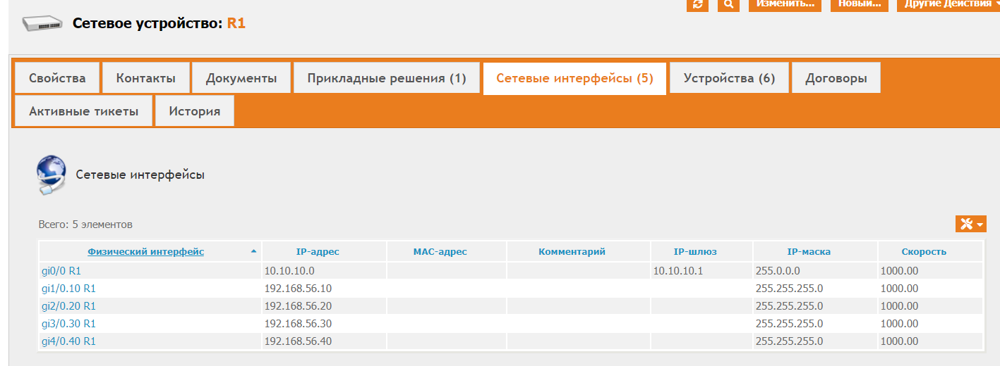 Изменить... Новый... Другие Действия
Сетевое устройство: R1
Свойства Контакты Документы Прикладные решения (1) Сетевые интерфейсы (5) Устройства (6) Договоры
Активные тикеты История
Сетевые интерфейсы
Всего: 5 элементов
Физический интерфейс IP-адрес MAC-адрес Комментарий IP-шлюз IP-маска Скорость
gi0/0 R1 10.10.10.0 10.10.10.1 255.0.0.0 1000.00
gi1/0.10 R1 192.168.56.10 255.255.255.0 1000.00
gi2/0.20 R1 192.168.56.20 255.255.255.0 1000.00
gi3/0.30 R1 192.168.56.30 255.255.255.0 1000.00
gi4/0.40 R1 192.168.56.40 255.255.255.0 1000.00